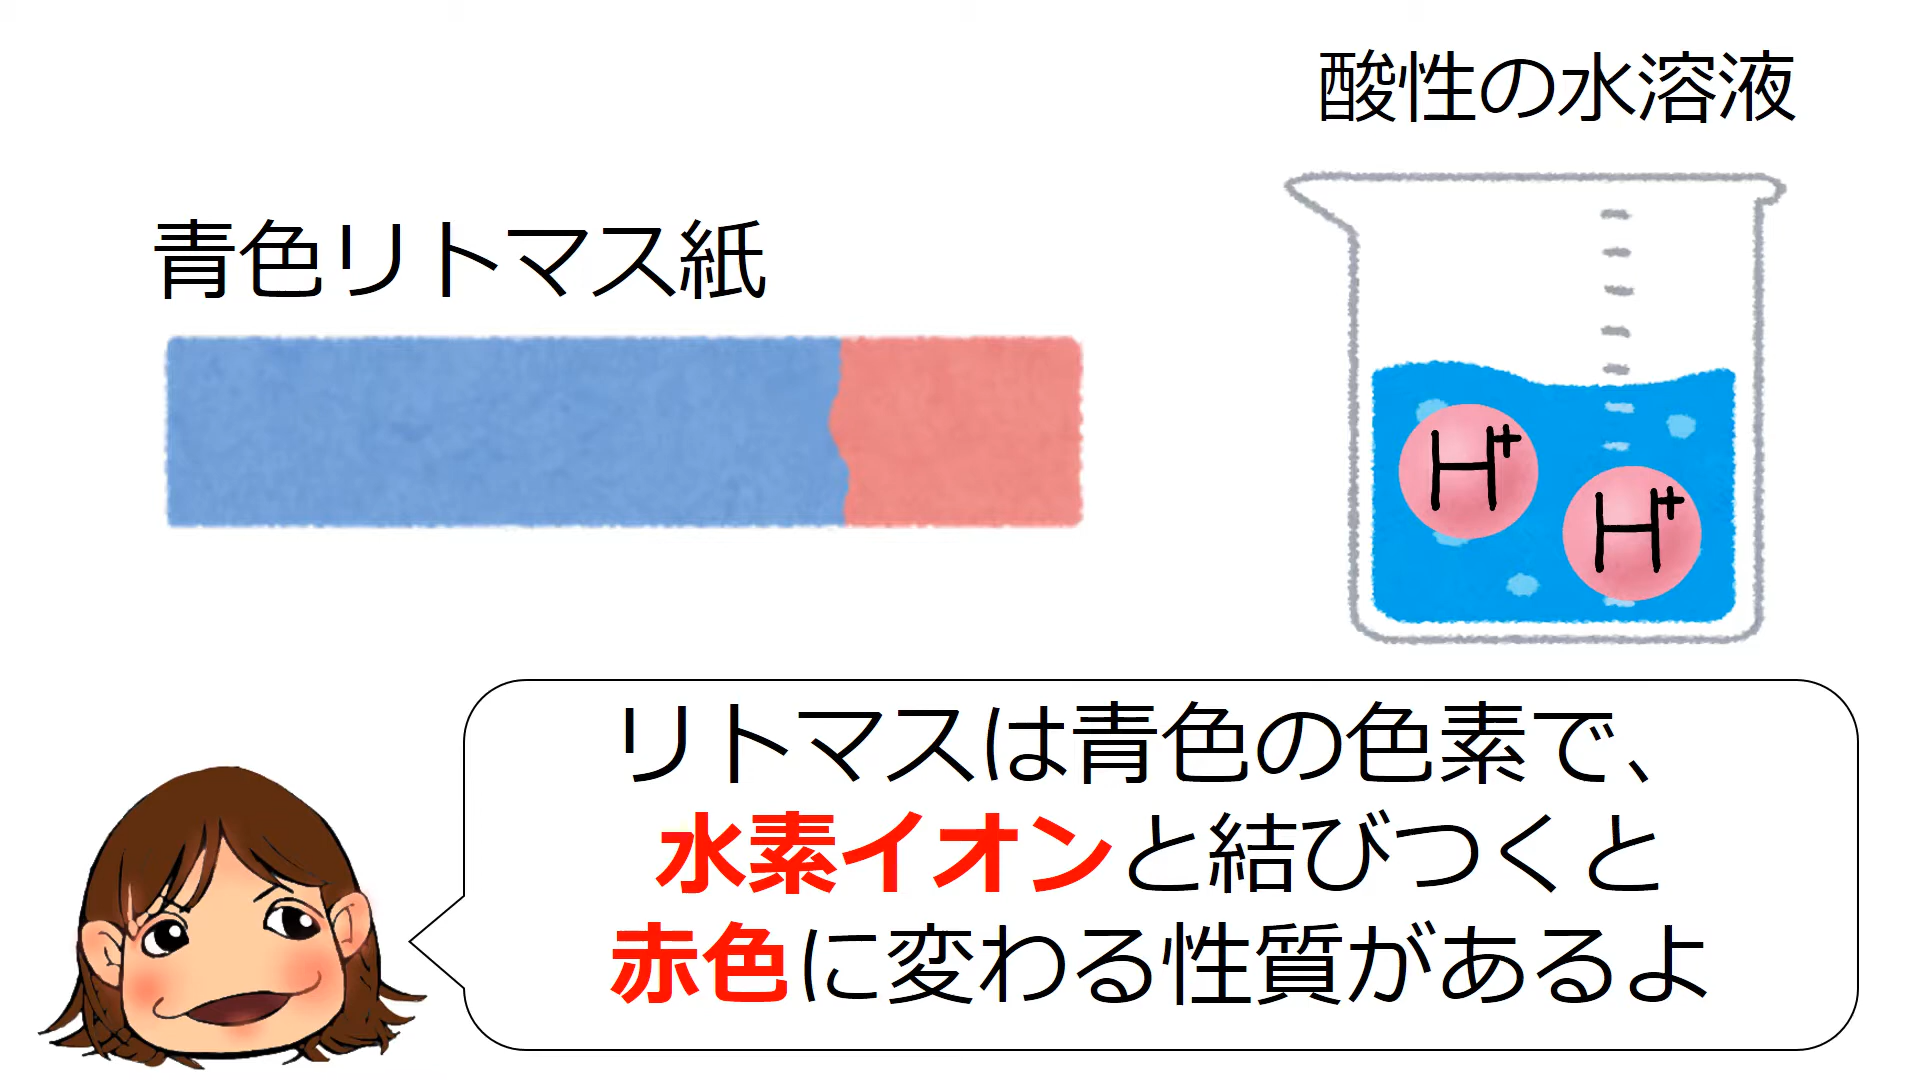 酸性の水溶液
青色リトマス紙
H+
H+
リトマスは青色の色素で、
水素イオンと結びつくと
赤色に変わる性質があるよ